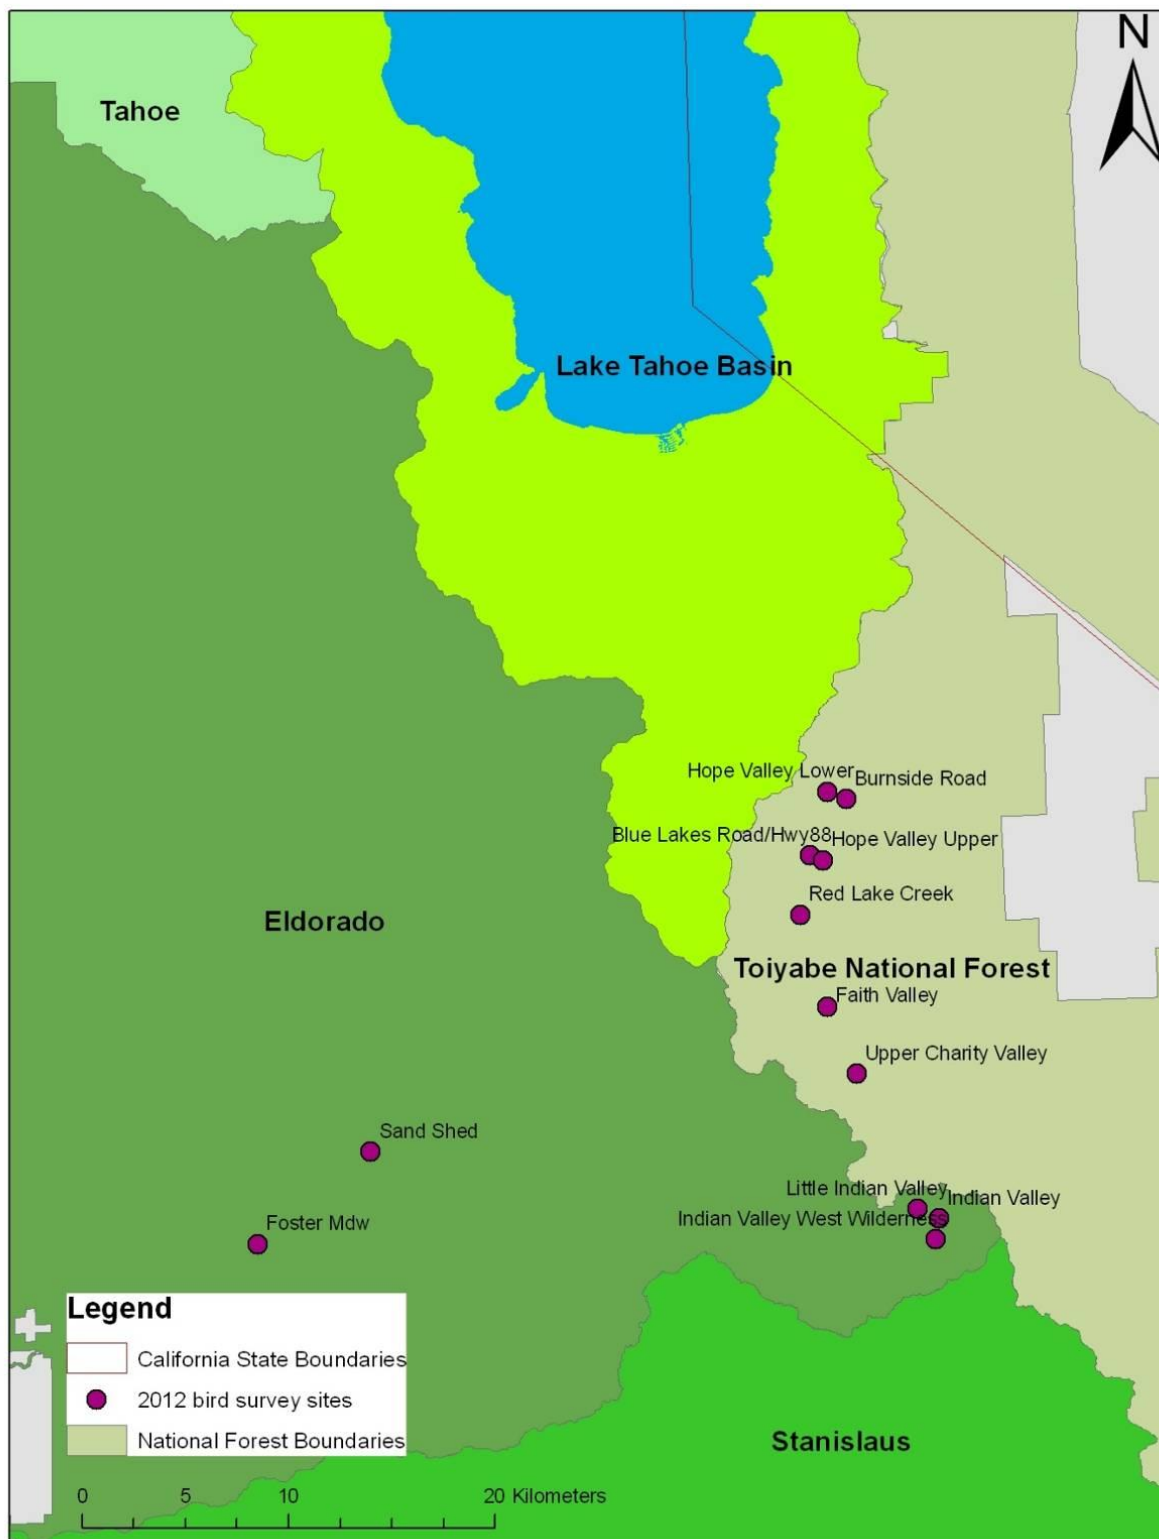 N
Tahoe
Lake Tahoe Basin
Hope Valley Lower
Burnside Road
Blue Lakes Road/Hwy88
Hope Valley Upper
Red Lake Creek
Eldorado
Toiyabe National Forest
Faith Valley
Upper Charity Valley
Sand Shed
Little Indian Valley
Indian Valley
Indian Valley West Wilderness
Foster Mdw
Legend
California State Boundaries
2012 bird survey sites
National Forest Boundaries
Stanislaus
0 5 10 20 Kilometers